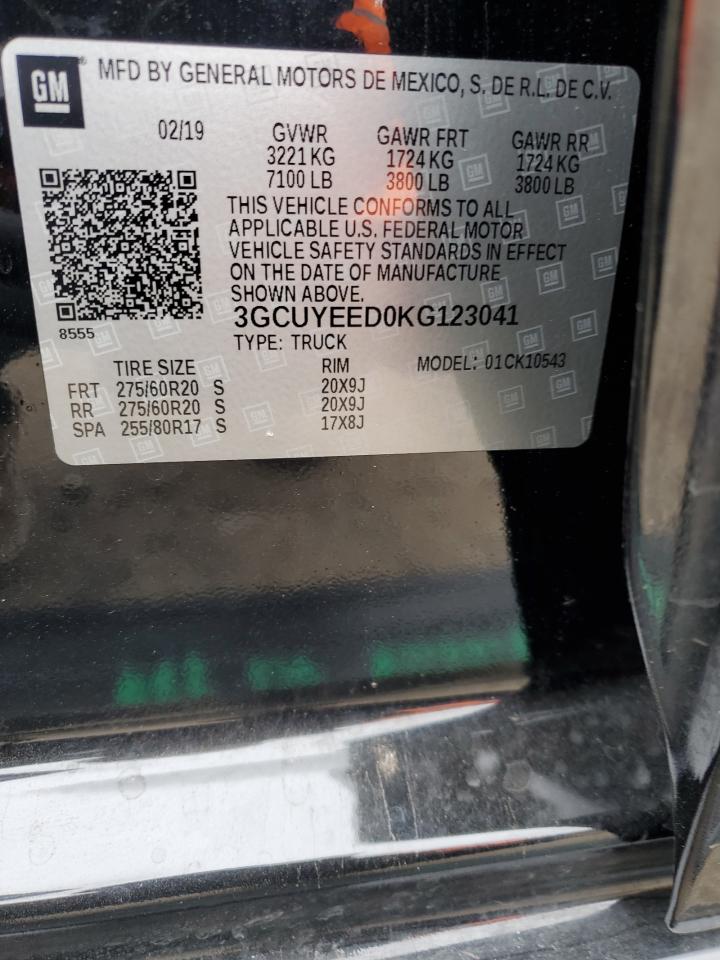 GM
MFD BY GENERAL MOTORS DE MEXICO, S. DE R.L. DE C.V.
02/19 GVWR GAWR FRT GAWR RR
3221 KG 1724 KG 1724 KG
7100 LB 3800 LB 3800 LB
THIS VEHICLE CONFORMS TO ALL
APPLICABLE U.S. FEDERAL MOTOR
VEHICLE SAFETY STANDARDS IN EFFECT
ON THE DATE OF MANUFACTURE
SHOWN ABOVE.
8555 3GCUYEED0KG123041
TYPE: TRUCK
TIRE SIZE RIM MODEL: 01CK10543
FRT 275/60R20 S 20X9J
RR 275/60R20 S 20X9J
SPA 255/80R17 S 17X8J